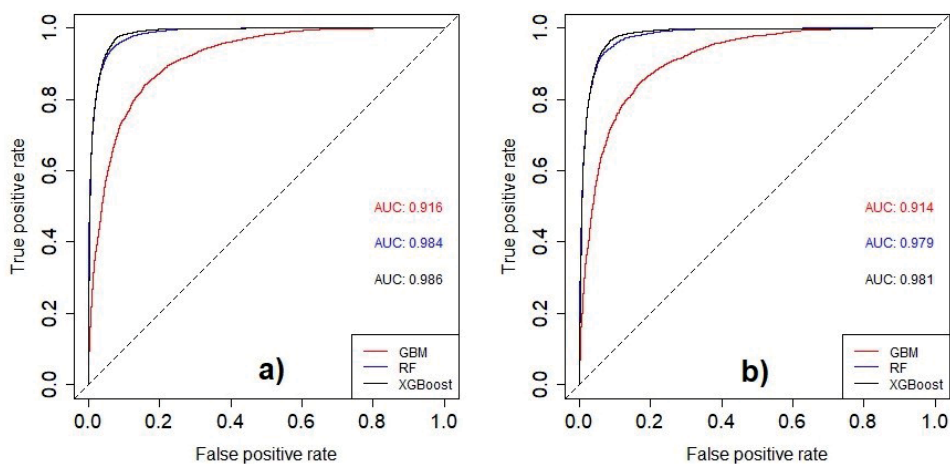 True positive rate
1.0
0.8
0.6
0.4
0.2
0.0
AUC: 0.916
AUC: 0.984
AUC: 0.986
a)
GBM
RF
XGBoost
0.0 0.2 0.4 0.6 0.8 1.0
False positive rate
True positive rate
1.0
0.8
0.6
0.4
0.2
0.0
AUC: 0.914
AUC: 0.979
AUC: 0.981
b)
GBM
RF
XGBoost
0.0 0.2 0.4 0.6 0.8 1.0
False positive rate